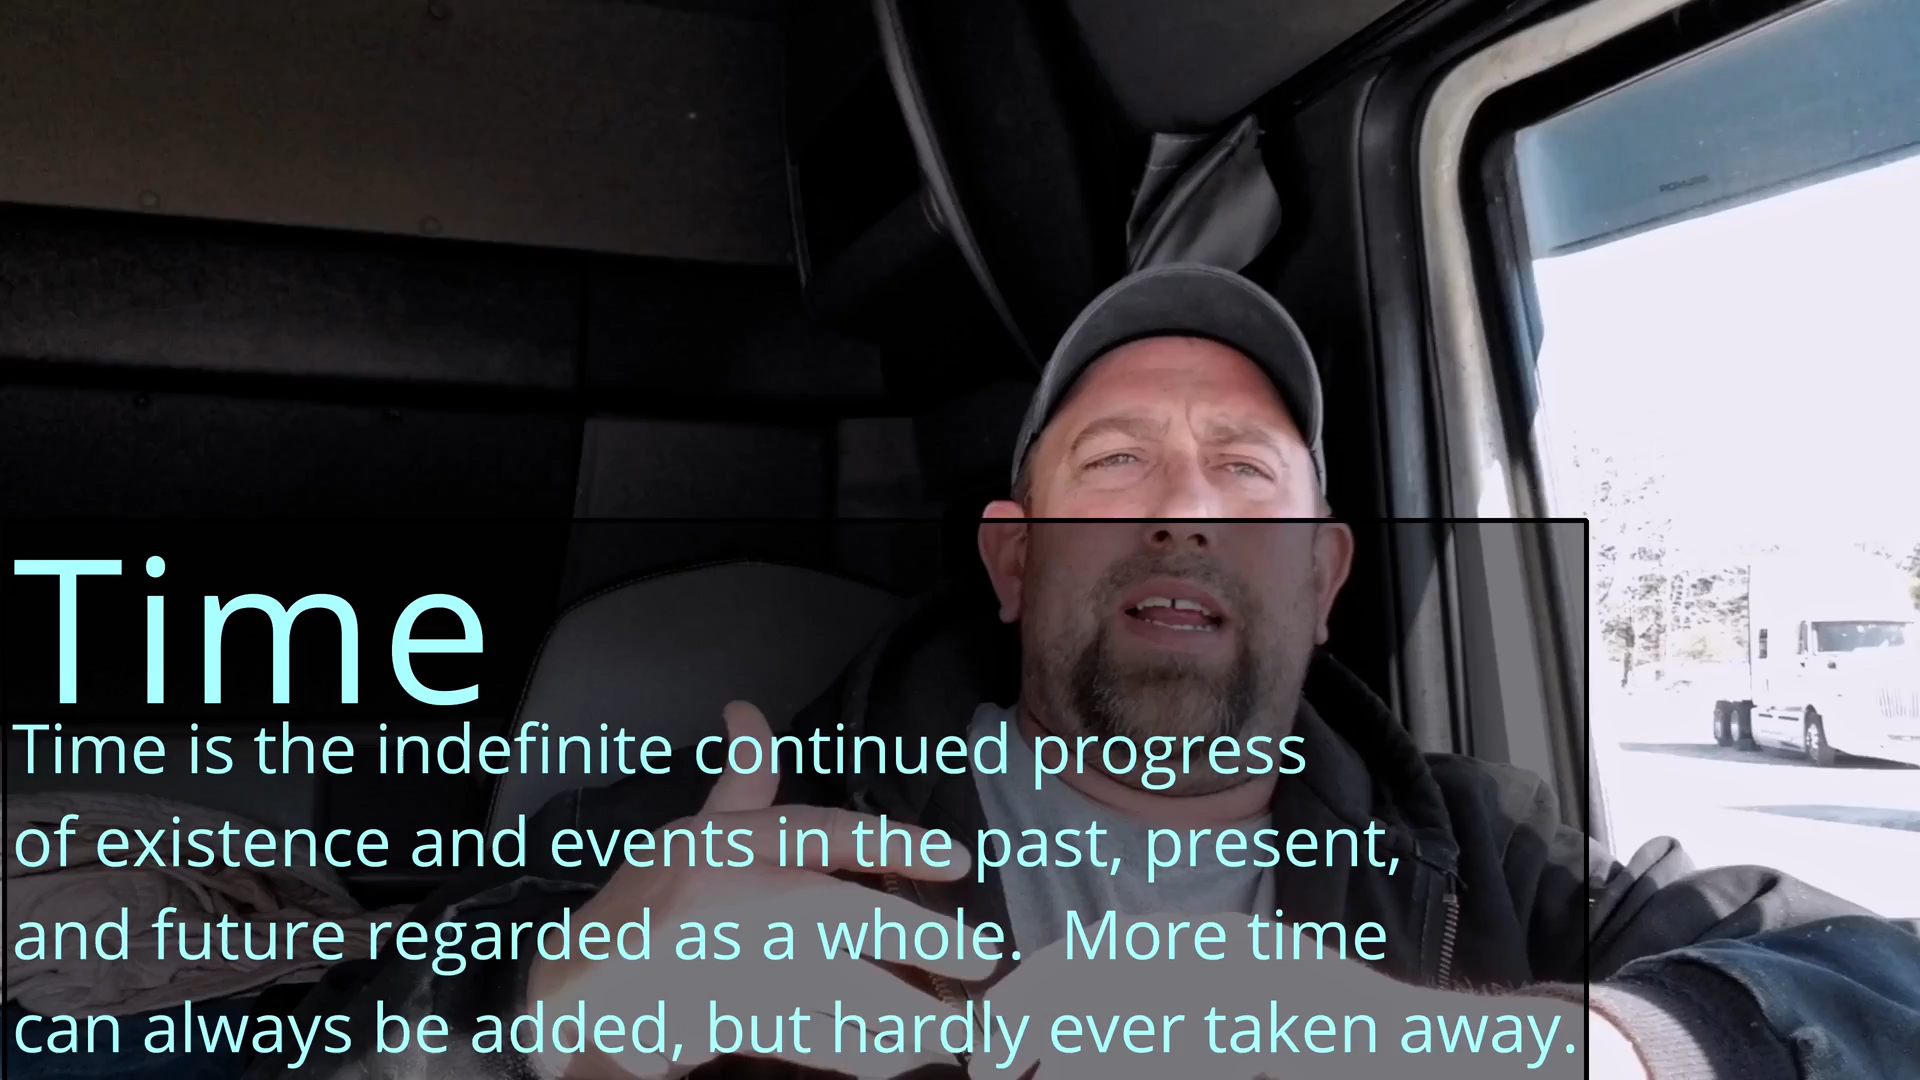 Time
Time is the indefinite continued progress
of existence and events in the past, present,
and future regarded as a whole.  More time
can always be added, but hardly ever taken away.